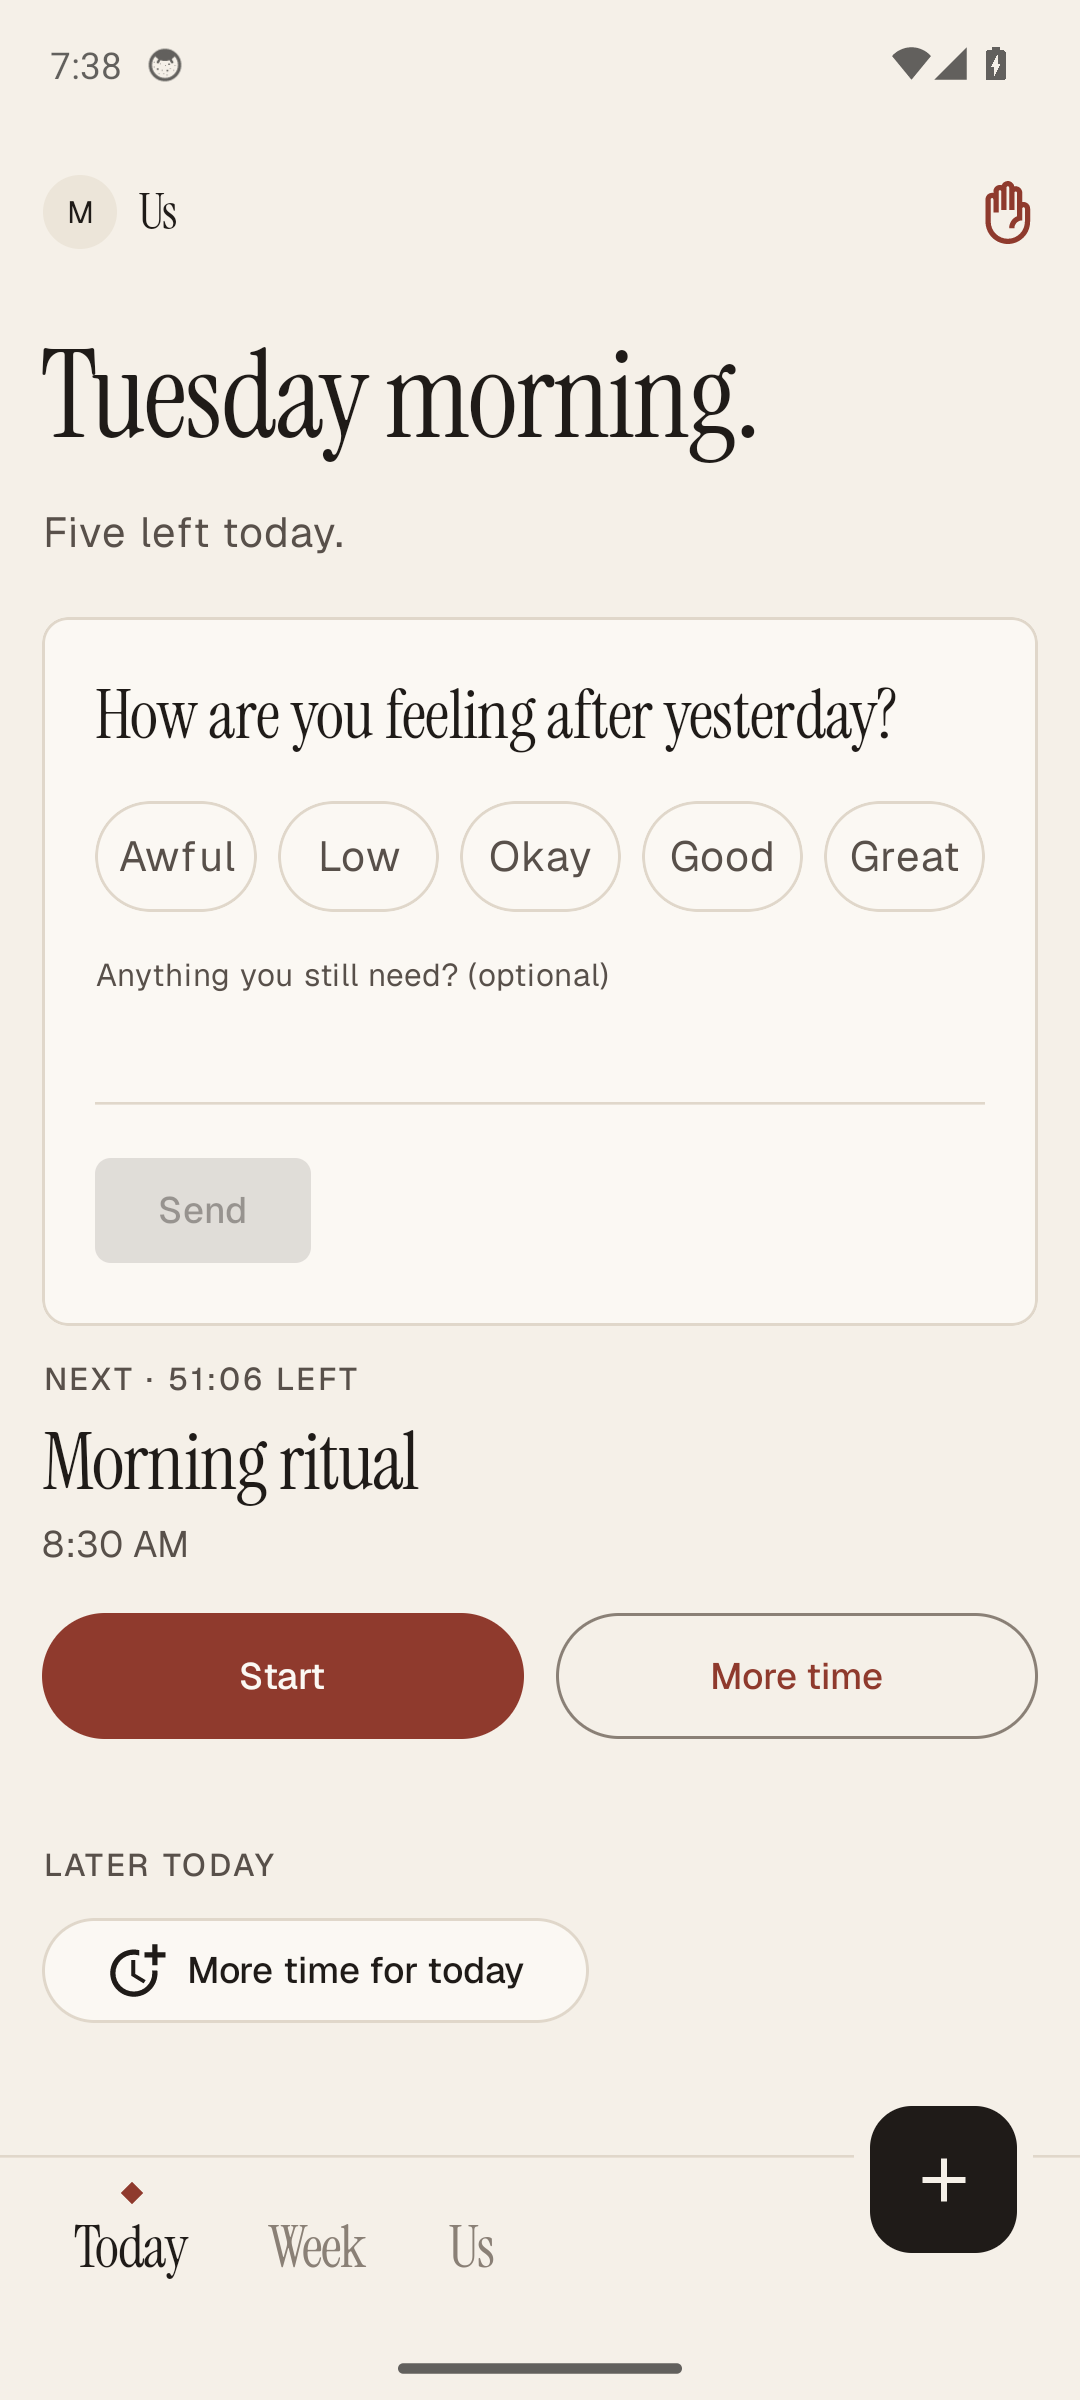 7:38
M Us
Tuesday morning.
Five left today.
How are you feeling after yesterday?
Awful Low Okay Good Great
Anything you still need? (optional)
Send
NEXT · 51:06 LEFT
Morning ritual
8:30 AM
Start More time
LATER TODAY
More time for today
Today Week Us